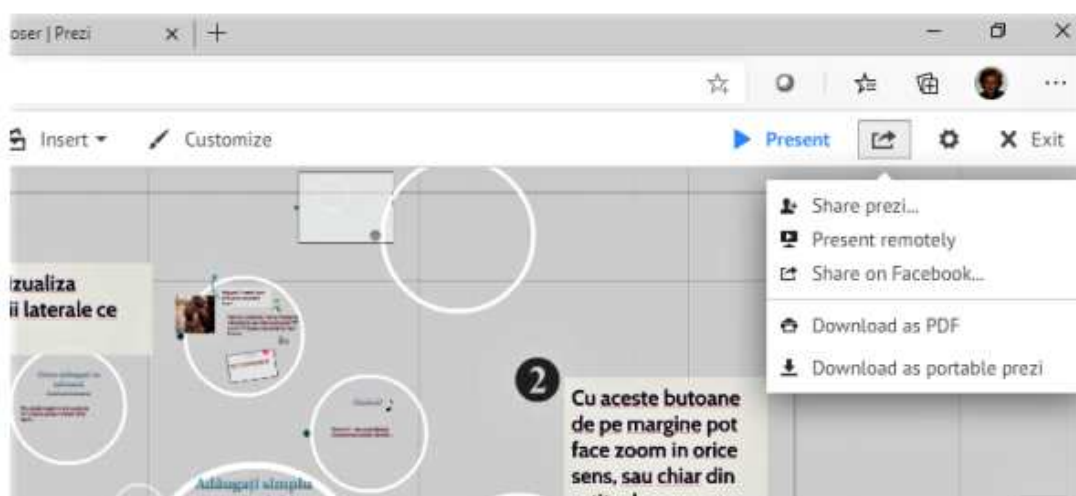 oser | Prezi
Insert
Customize
Present
Exit
Share prezi...
Present remotely
Share on Facebook...
Download as PDF
Download as portable prezi
izualiza
ii laterale ce
2
Cu aceste butoane
de pe margine pot
face zoom in orice
sens, sau chiar din
Adăugați simplu